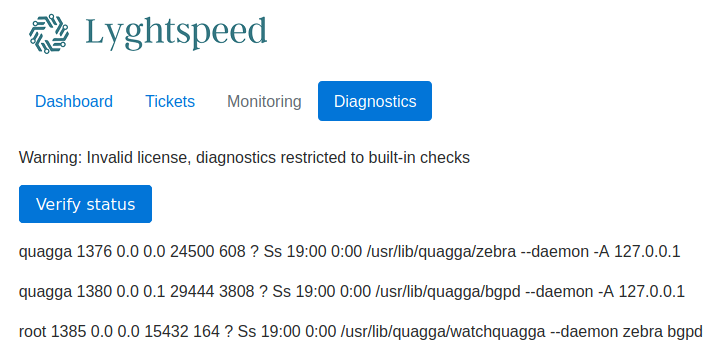 Lyghtspeed
Dashboard Tickets Monitoring Diagnostics
Warning: Invalid license, diagnostics restricted to built-in checks
Verify status
quagga 1376 0.0 0.0 24500 608 ? Ss 19:00 0:00 /usr/lib/quagga/zebra --daemon -A 127.0.0.1
quagga 1380 0.0 0.1 29444 3808 ? Ss 19:00 0:00 /usr/lib/quagga/bgpd --daemon -A 127.0.0.1
root 1385 0.0 0.0 15432 164 ? Ss 19:00 0:00 /usr/lib/quagga/watchquagga --daemon zebra bgpd